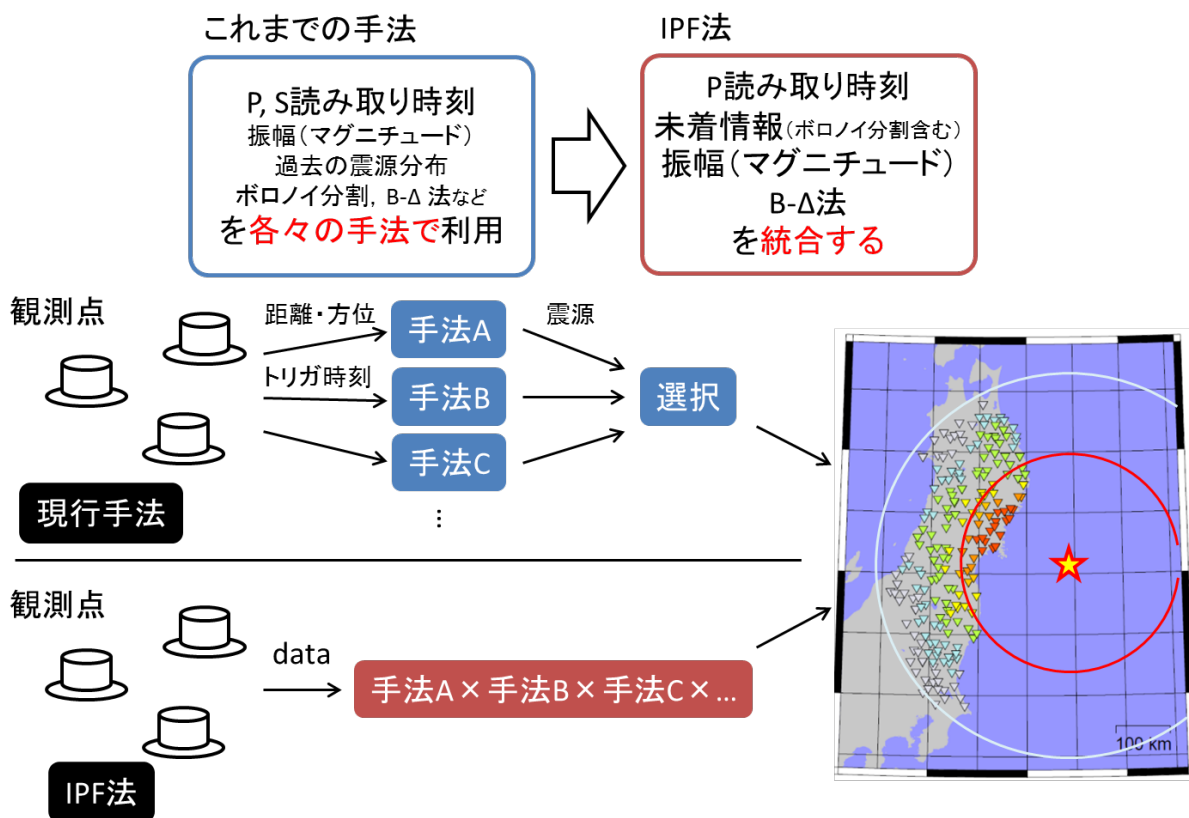 これまでの手法
P, S読み取り時刻
振幅(マグニチュード)
過去の震源分布
ボロノイ分割, B-Δ 法など
を各々の手法で利用
IPF法
P読み取り時刻
未着情報(ボロノイ分割含む)
振幅(マグニチュード)
B-Δ法
を統合する
観測点
距離・方位
トリガ時刻
手法A
手法B
手法C
⋮
震源
選択
現行手法
観測点
data
手法A×手法B×手法C×…
IPF法
100 km